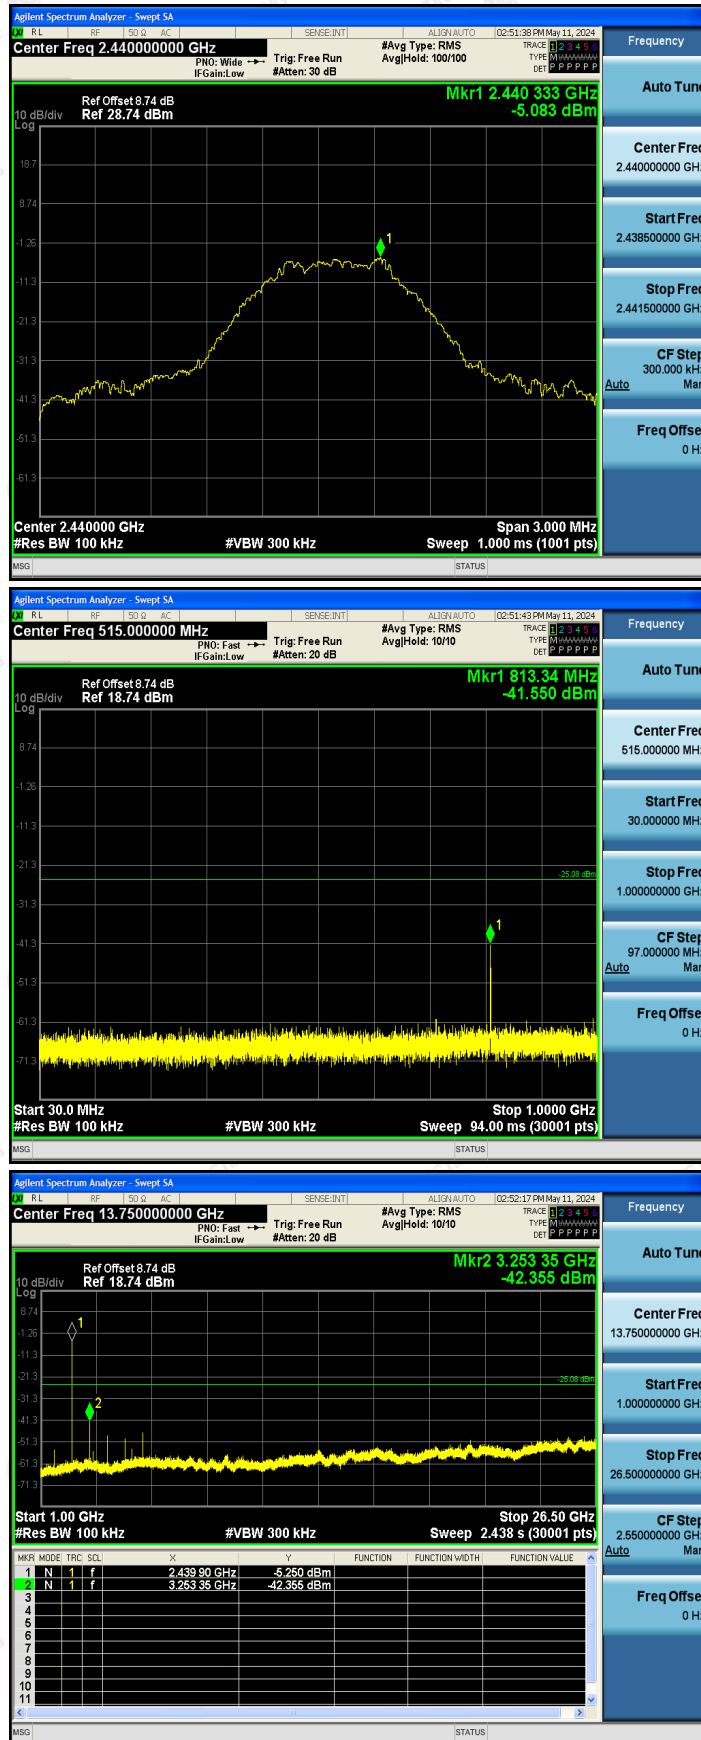 Agilent Spectrum Analyzer - Swept SA
LXI RL RF 50 Ω AC SENSE:INT ALIGN AUTO 02:51:38 PM May 11, 2024
Center Freq 2.440000000 GHz #Avg Type: RMS TRACE 1 2 3 4 5 6 Frequency
PNO: Wide Trig: Free Run Avg|Hold: 100/100 TYPE M
IFGain:Low #Atten: 30 dB DET P P P P P P
Auto Tune
Ref Offset 8.74 dB Mkr1 2.440 333 GHz
10 dB/div Ref 28.74 dBm -5.083 dBm
Log
18.7
8.74
-1.26
-11.3
-21.3
-31.3
-41.3
-51.3
-61.3
1
Center Freq
2.440000000 GHz
Start Freq
2.438500000 GHz
Stop Freq
2.441500000 GHz
CF Step
300.000 kHz
Auto Man
Freq Offset
0 Hz
Center 2.440000 GHz Span 3.000 MHz
#Res BW 100 kHz #VBW 300 kHz Sweep 1.000 ms (1001 pts)
MSG STATUS
Agilent Spectrum Analyzer - Swept SA
LXI RL RF 50 Ω AC SENSE:INT ALIGN AUTO 02:51:43 PM May 11, 2024
Center Freq 515.000000 MHz #Avg Type: RMS TRACE 1 2 3 4 5 6 Frequency
PNO: Fast Trig: Free Run Avg|Hold: 10/10 TYPE M
IFGain:Low #Atten: 20 dB DET P P P P P P
Auto Tune
Ref Offset 8.74 dB Mkr1 813.34 MHz
10 dB/div Ref 18.74 dBm -41.550 dBm
Log
8.74
-1.26
-11.3
-21.3
-31.3
-41.3
-51.3
-61.3
-71.3
-25.08 dBm
1
Center Freq
515.000000 MHz
Start Freq
30.000000 MHz
Stop Freq
1.000000000 GHz
CF Step
97.000000 MHz
Auto Man
Freq Offset
0 Hz
Start 30.0 MHz Stop 1.0000 GHz
#Res BW 100 kHz #VBW 300 kHz Sweep 94.00 ms (30001 pts)
MSG STATUS
Agilent Spectrum Analyzer - Swept SA
LXI RL RF 50 Ω AC SENSE:INT ALIGN AUTO 02:52:17 PM May 11, 2024
Center Freq 13.750000000 GHz #Avg Type: RMS TRACE 1 2 3 4 5 6 Frequency
PNO: Fast Trig: Free Run Avg|Hold: 10/10 TYPE M
IFGain:Low #Atten: 20 dB DET P P P P P P
Auto Tune
Ref Offset 8.74 dB Mkr2 3.253 35 GHz
10 dB/div Ref 18.74 dBm -42.355 dBm
Log
8.74
-1.26
-11.3
-21.3
-31.3
-41.3
-51.3
-61.3
-71.3
-25.08 dBm
1
2
Center Freq
13.750000000 GHz
Start Freq
1.000000000 GHz
Stop Freq
26.500000000 GHz
CF Step
2.550000000 GHz
Auto Man
Freq Offset
0 Hz
Start 1.00 GHz Stop 26.50 GHz
#Res BW 100 kHz #VBW 300 kHz Sweep 2.438 s (30001 pts)
MKR MODE TRC SCL X Y FUNCTION FUNCTION WIDTH FUNCTION VALUE
1 N 1 f 2.439 90 GHz -5.250 dBm
2 N 1 f 3.253 35 GHz -42.355 dBm
3
4
5
6
7
8
9
10
11
MSG STATUS